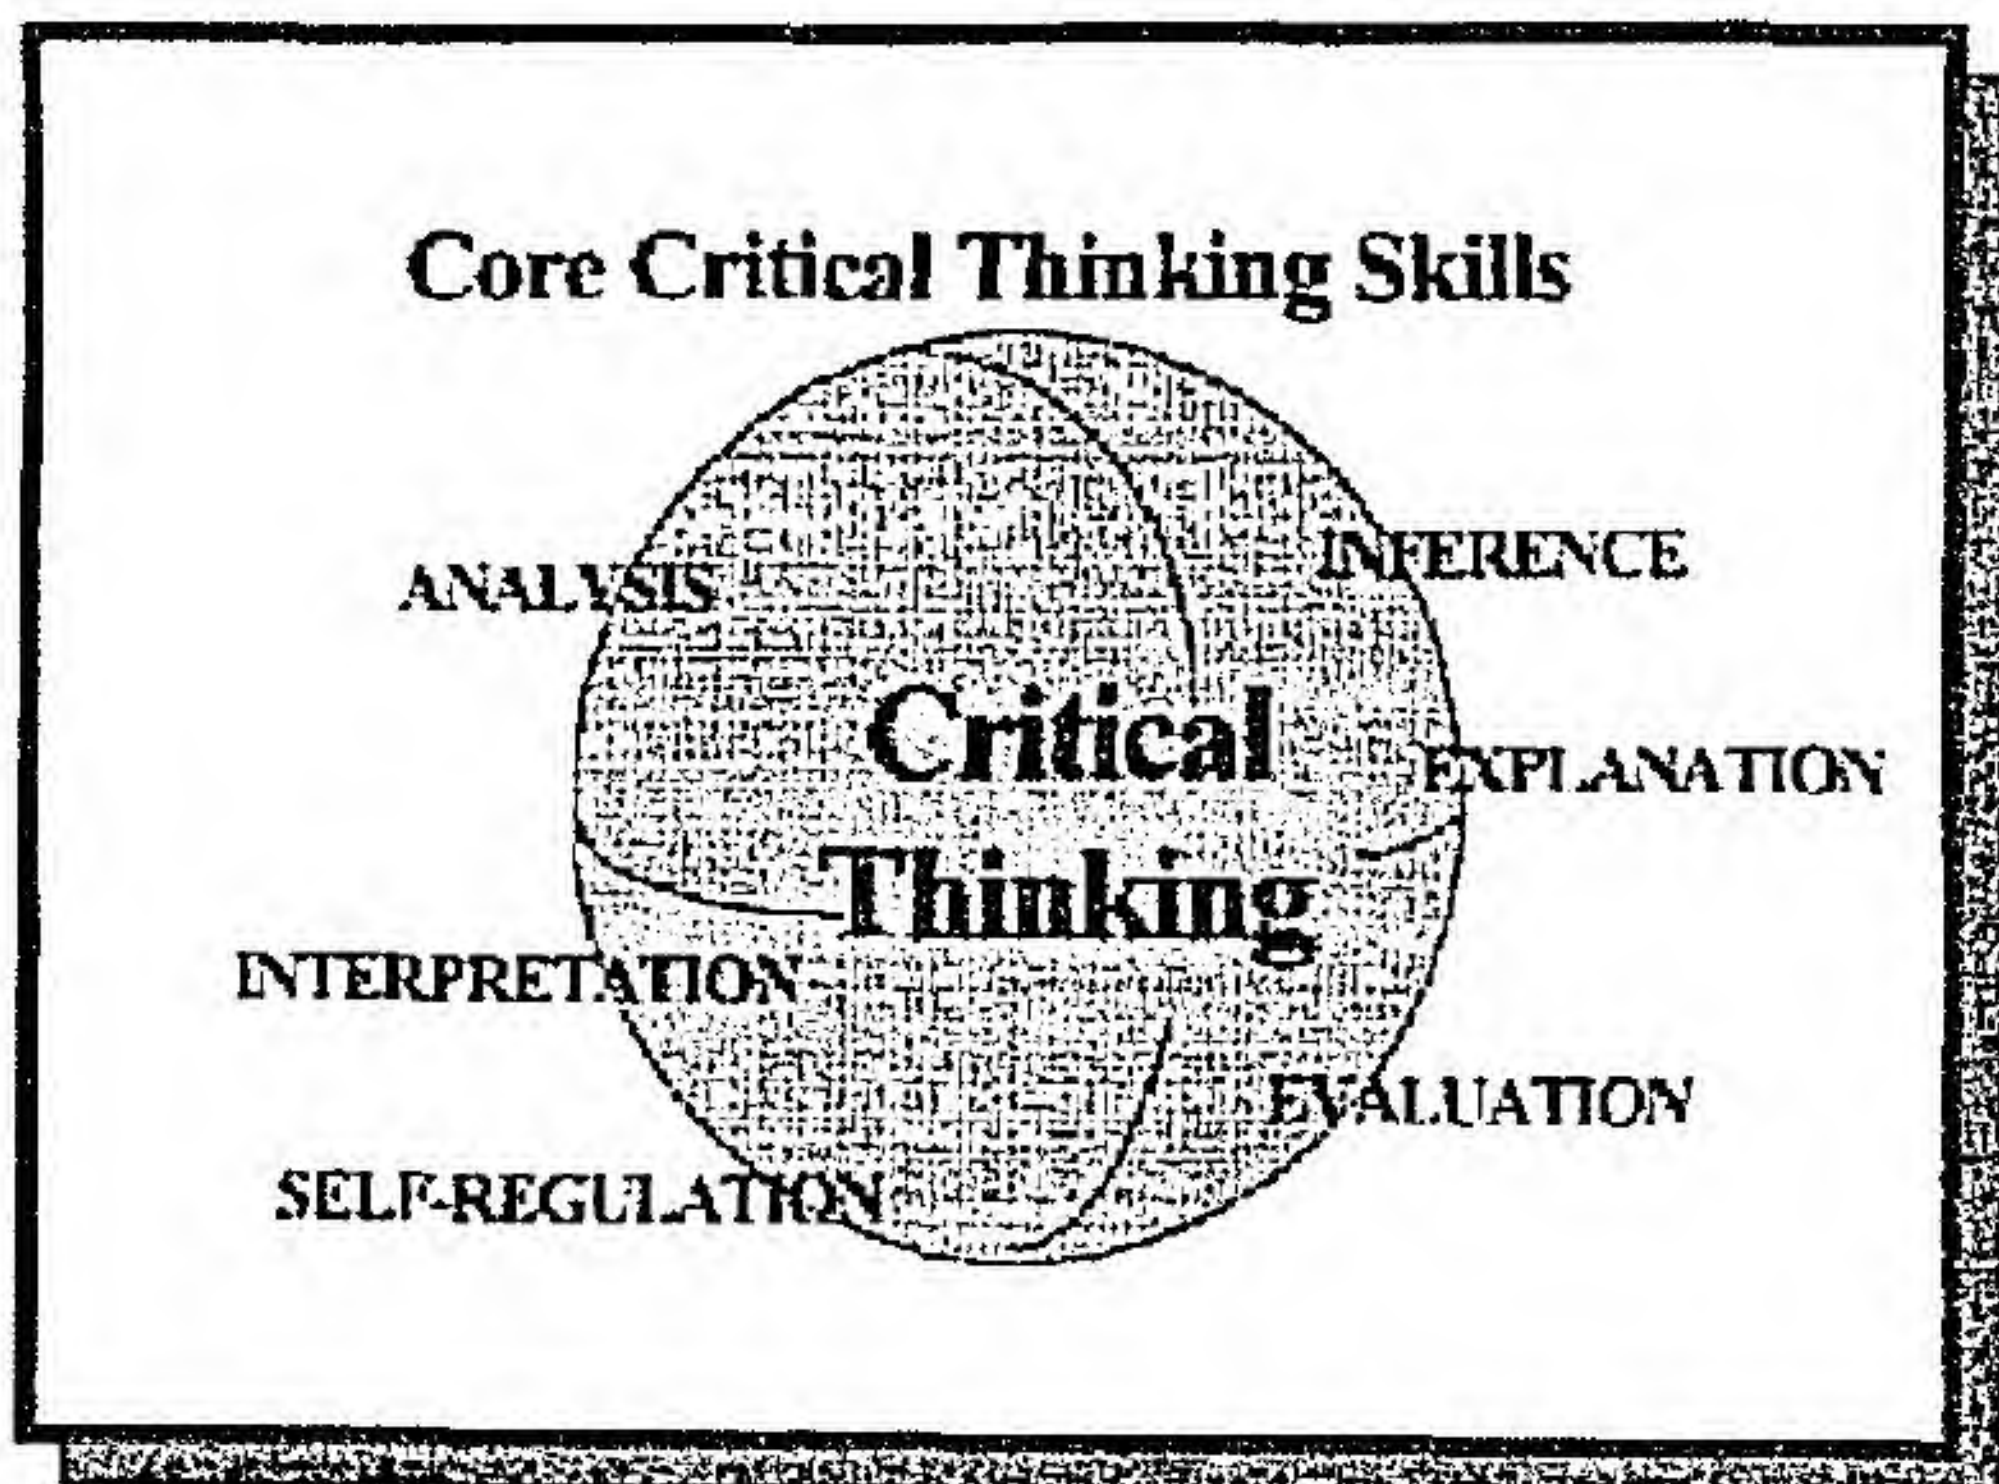 Core Critical Thinking Skills
ANALYSIS
INFERENCE
Critical
Thinking
EXPLANATION
INTERPRETATION
EVALUATION
SELF-REGULATION